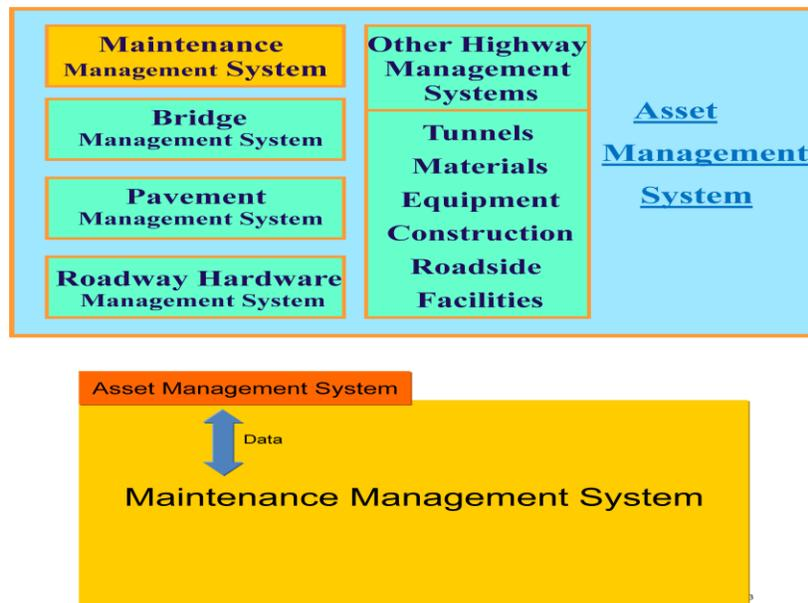 Maintenance
Management System
Bridge
Management System
Pavement
Management System
Roadway Hardware
Management System
Other Highway
Management
Systems
Tunnels
Materials
Equipment
Construction
Roadside
Facilities
Asset
Management
System
Asset Management System
Data
Maintenance Management System
3